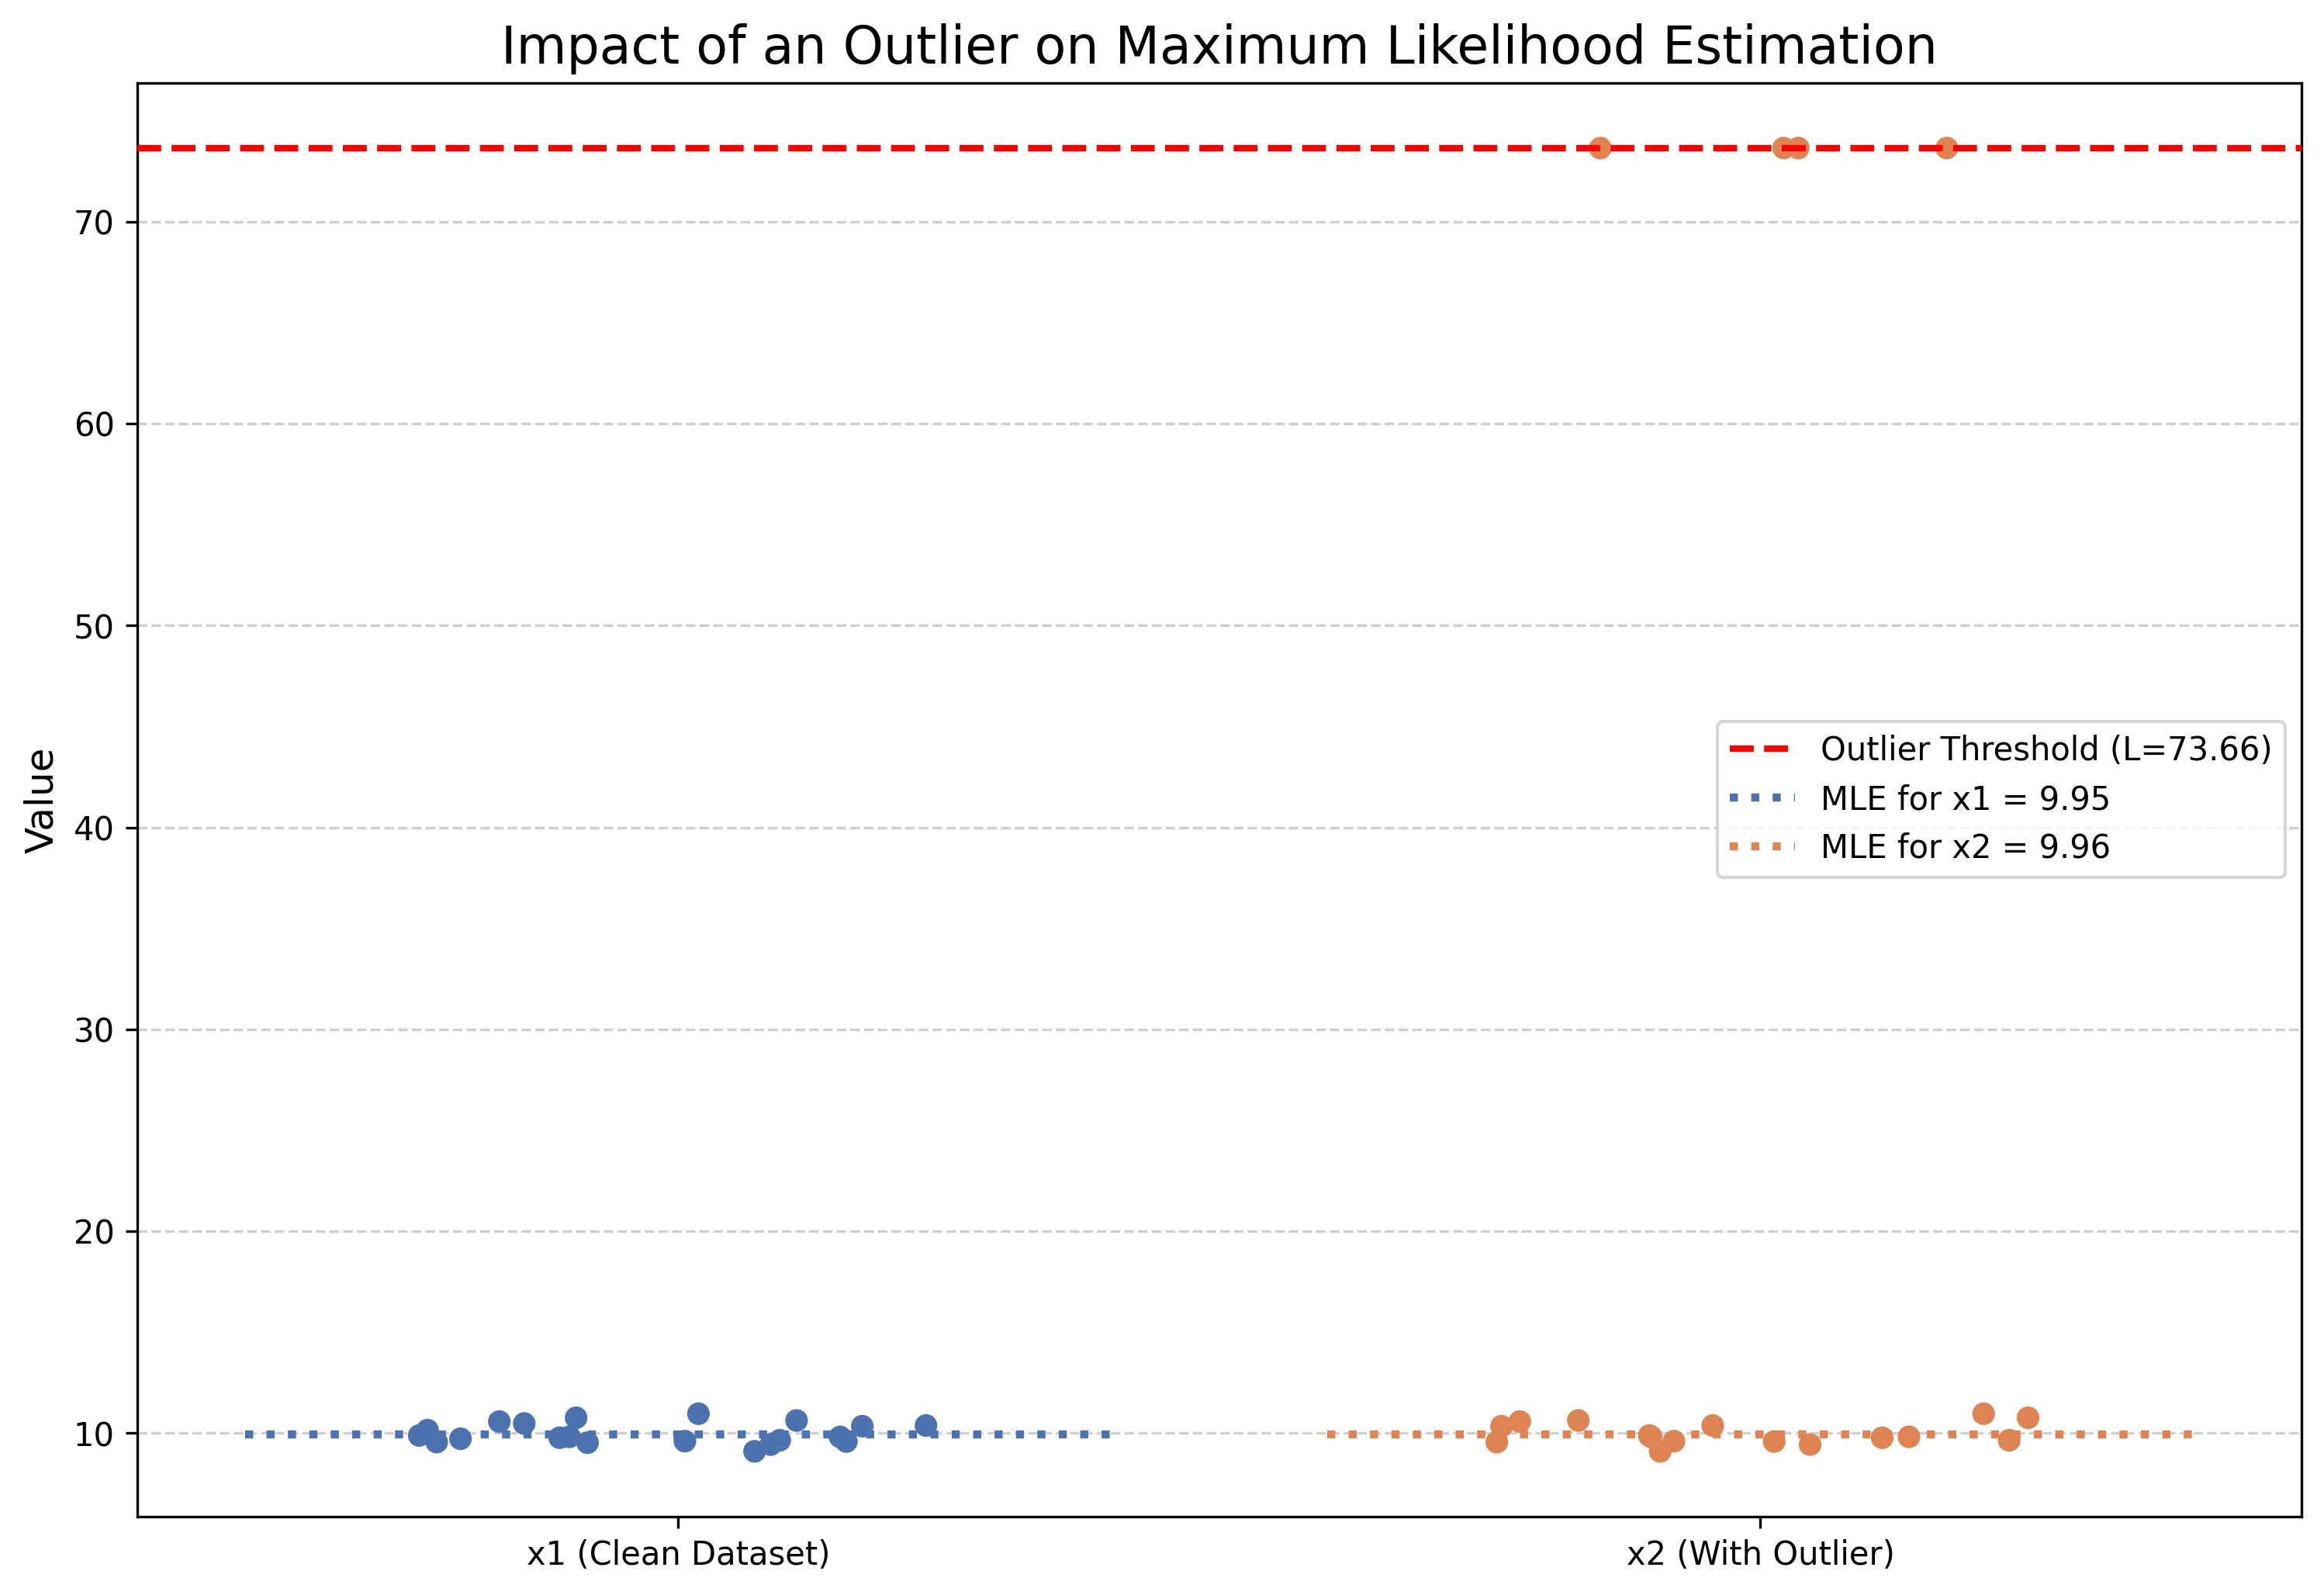 Impact of an Outlier on Maximum Likelihood Estimation
Value
70
60
50
40
30
20
10
Outlier Threshold (L=73.66)
MLE for x1 = 9.95
MLE for x2 = 9.96
x1 (Clean Dataset)
x2 (With Outlier)